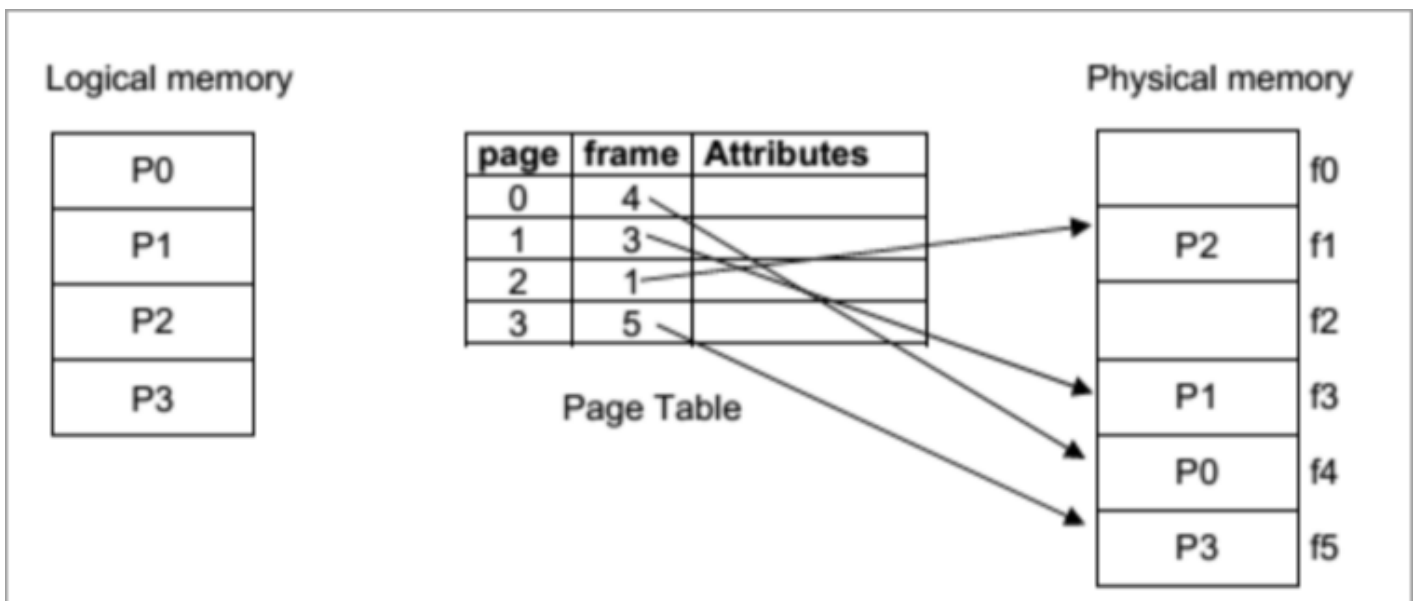 Logical memory
P0
P1
P2
P3
page frame Attributes
0 4
1 3
2 1
3 5
Page Table
Physical memory
f0
P2 f1
f2
P1 f3
P0 f4
P3 f5